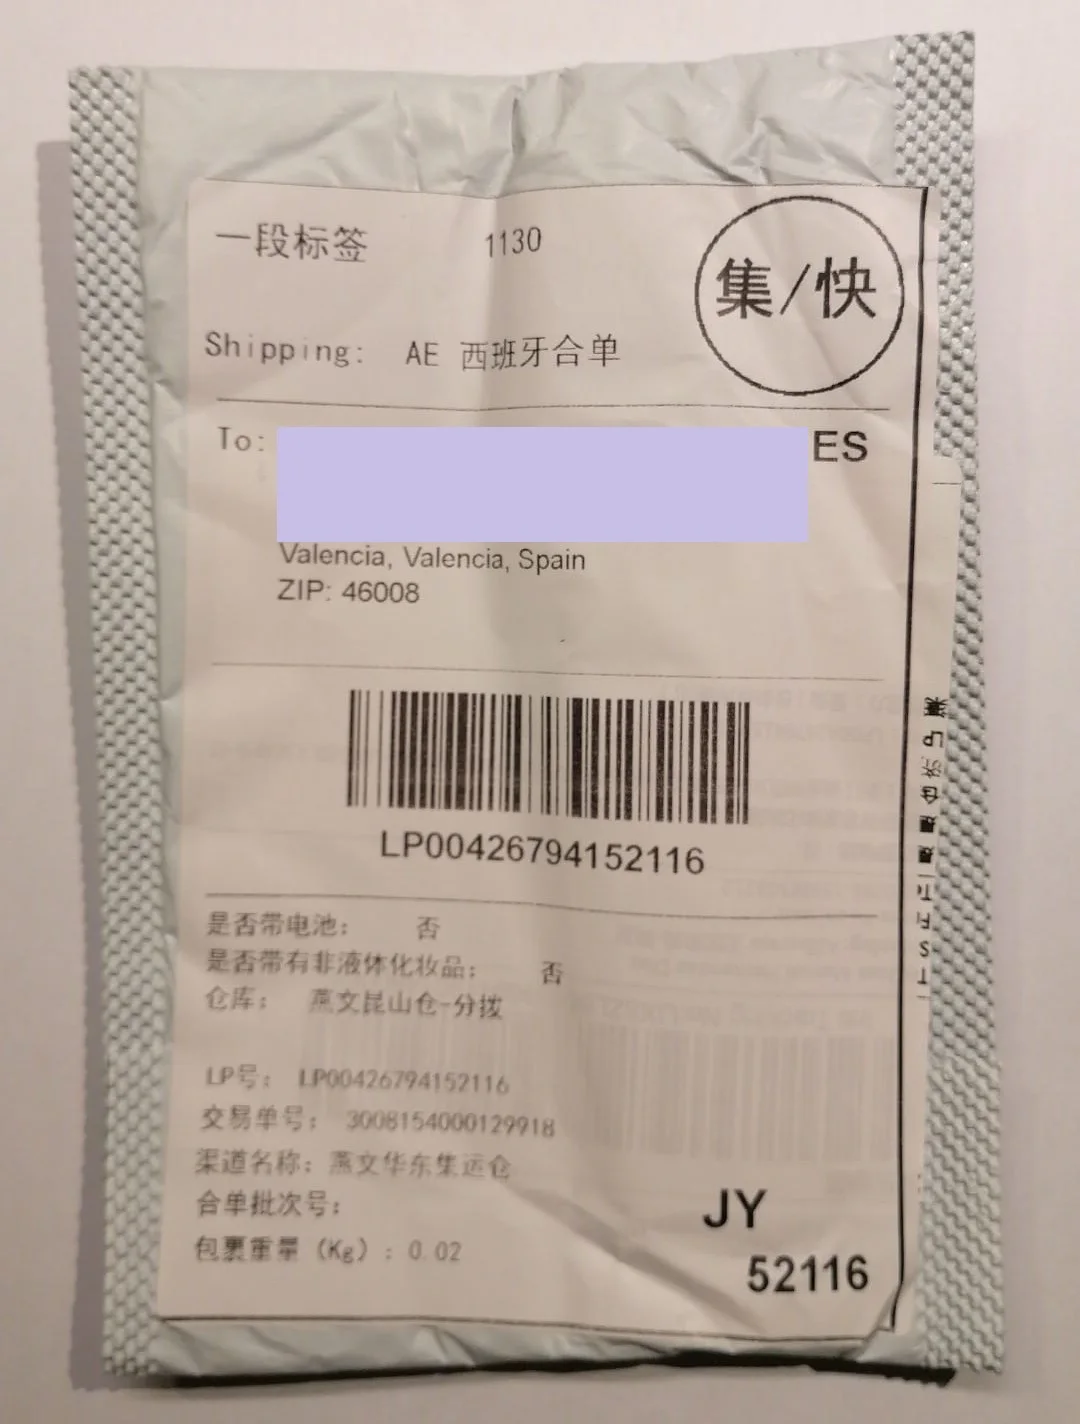 一段标签 1130
集/快
Shipping: AE 西班牙合单
To: ES
Valencia, Valencia, Spain
ZIP: 46008
LP00426794152116
是否带电池： 否
是否带有非液体化妆品： 否
仓库： 燕文昆山仓-分拨
LP号： LP00426794152116
交易单号： 3008154000129918
渠道名称：燕文华东集运仓
合单批次号：
包裹重量（Kg）：0.02
JY
52116